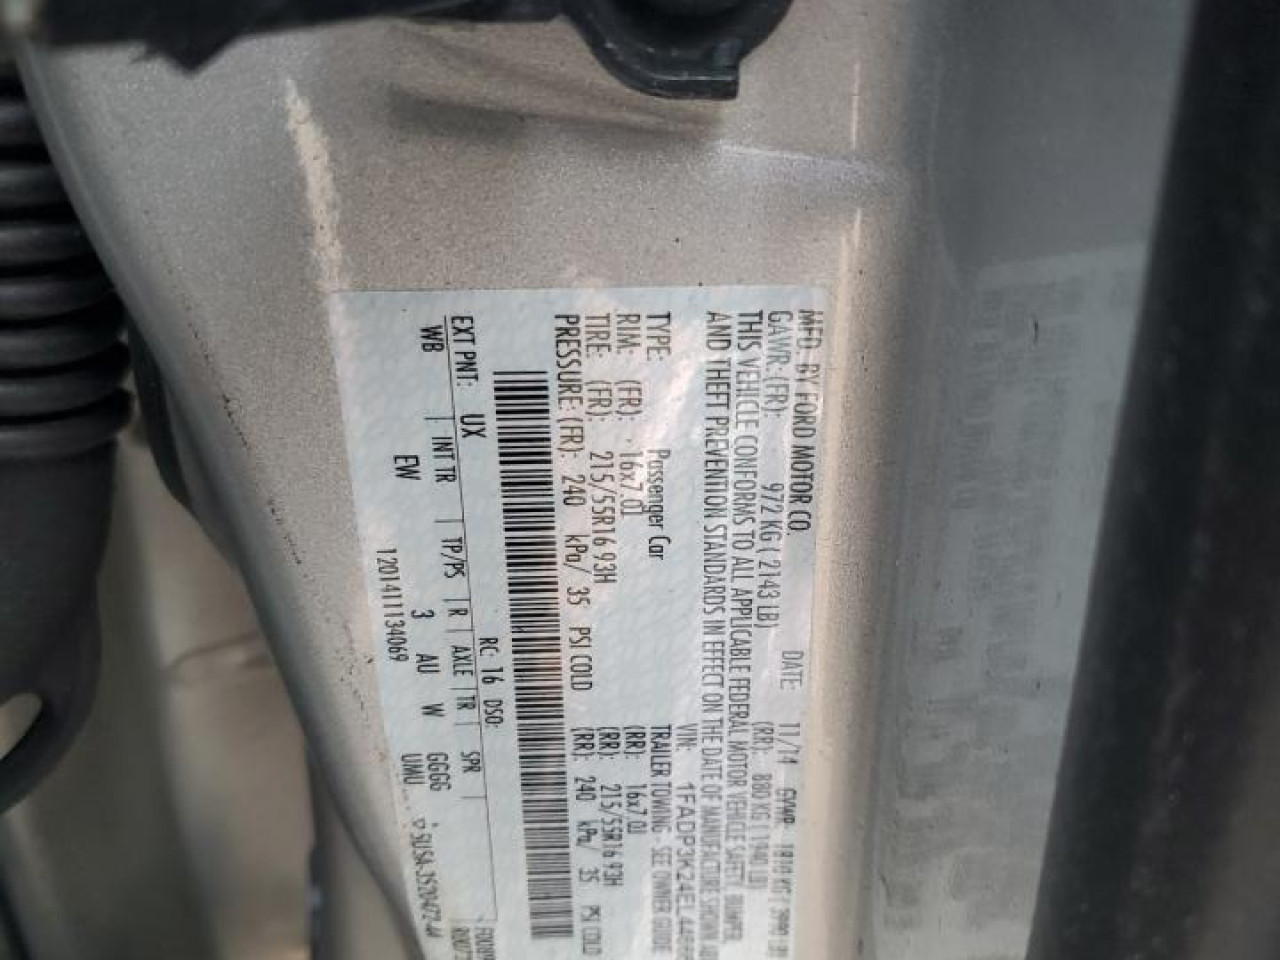 MFD. BY FORD MOTOR CO.
DATE: 11/14 GVWR:
GAWR: (FR): 972 KG ( 2143 LB) (RR): 880 KG ( 1940 LB)
THIS VEHICLE CONFORMS TO ALL APPLICABLE FEDERAL MOTOR VEHICLE SAFETY, BUMPER,
AND THEFT PREVENTION STANDARDS IN EFFECT ON THE DATE OF MANUFACTURE SHOWN
VIN: 1FADP3K24EL
TYPE: Passenger Car TRAILER TOWING - SEE OWNER GUIDE
RIM: (FR): 16x7.0J (RR): 16x7.0J
TIRE: (FR): 215/55R16 93H (RR): 215/55R16 93H
PRESSURE: (FR): 240 kPa/ 35 PSI COLD (RR): 240 kPa/ 35 PSI COLD
RC: 16 DSO:
EXT PNT: UX
WB | INT TR | TP/PS | R | AXLE | TR | SPR |
EW 3 AU W GGGG
1201411134069 UMU